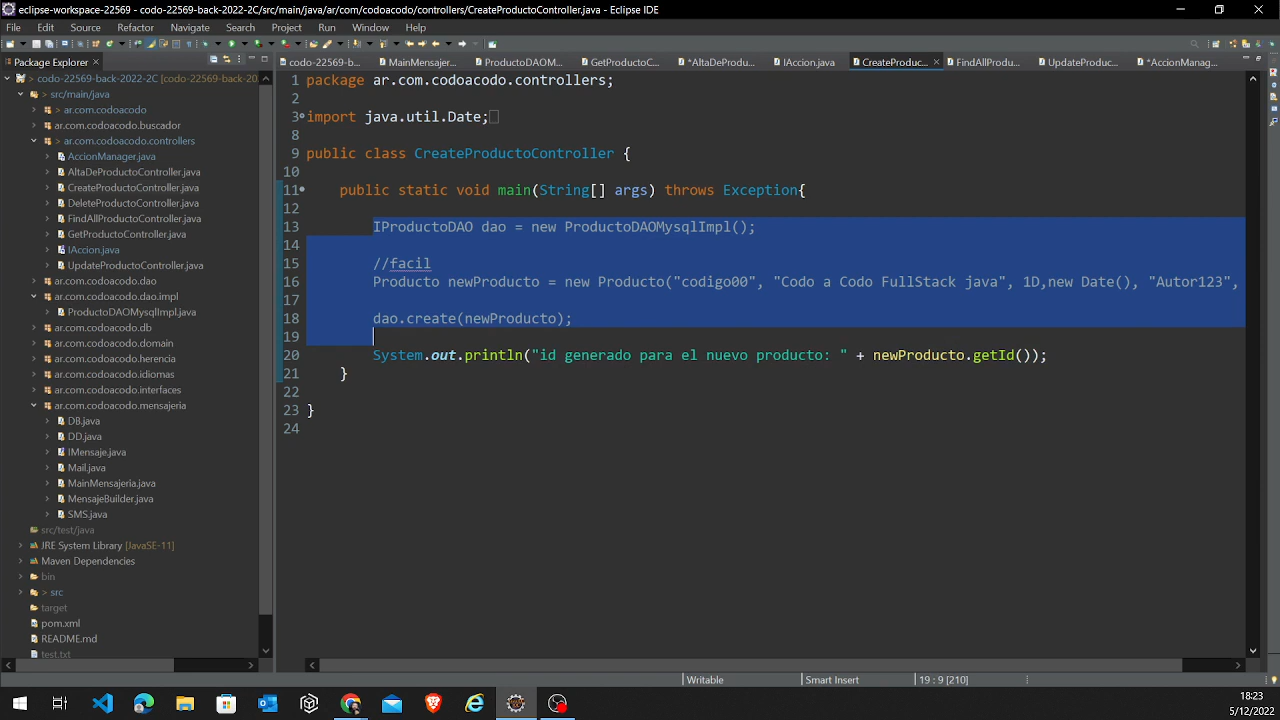 eclipse-workspace-22569 - codo-22569-back-2022-2C/src/main/java/ar/com/codoacodo/controllers/CreateProductoController.java - Eclipse IDE
File Edit Source Refactor Navigate Search Project Run Window Help
Package Explorer
codo-22569-b... MainMensajer... ProductoDAOM... GetProductoC... *AltaDeProduc... IAccion.java CreateProduc... FindAllProdu... UpdateProduc... *AccionManag...
> codo-22569-back-2022-2C [codo-22569-back-20
> src/main/java
> ar.com.codoacodo
ar.com.codoacodo.buscador
> ar.com.codoacodo.controllers
AccionManager.java
AltaDeProductoController.java
CreateProductoController.java
DeleteProductoController.java
FindAllProductoController.java
GetProductoController.java
IAccion.java
UpdateProductoController.java
ar.com.codoacodo.dao
ar.com.codoacodo.dao.impl
ProductoDAOMysqlImpl.java
ar.com.codoacodo.db
ar.com.codoacodo.domain
ar.com.codoacodo.herencia
ar.com.codoacodo.idiomas
ar.com.codoacodo.interfaces
ar.com.codoacodo.mensajeria
DB.java
DD.java
IMensaje.java
Mail.java
MainMensajeria.java
MensajeBuilder.java
SMS.java
src/test/java
JRE System Library [JavaSE-11]
Maven Dependencies
bin
> src
target
pom.xml
README.md
test.txt
1 package ar.com.codoacodo.controllers;
2
3 import java.util.Date;
8
9 public class CreateProductoController {
10
11 public static void main(String[] args) throws Exception{
12
13 IProductoDAO dao = new ProductoDAOMysqlImpl();
14
15 //facil
16 Producto newProducto = new Producto("codigo00", "Codo a Codo FullStack java", 1D,new Date(), "Autor123",
17
18 dao.create(newProducto);
19
20 System.out.println("id generado para el nuevo producto: " + newProducto.getId());
21 }
22
23 }
24
Writable Smart Insert 19 : 9 [210]
18:23
5/12/2022